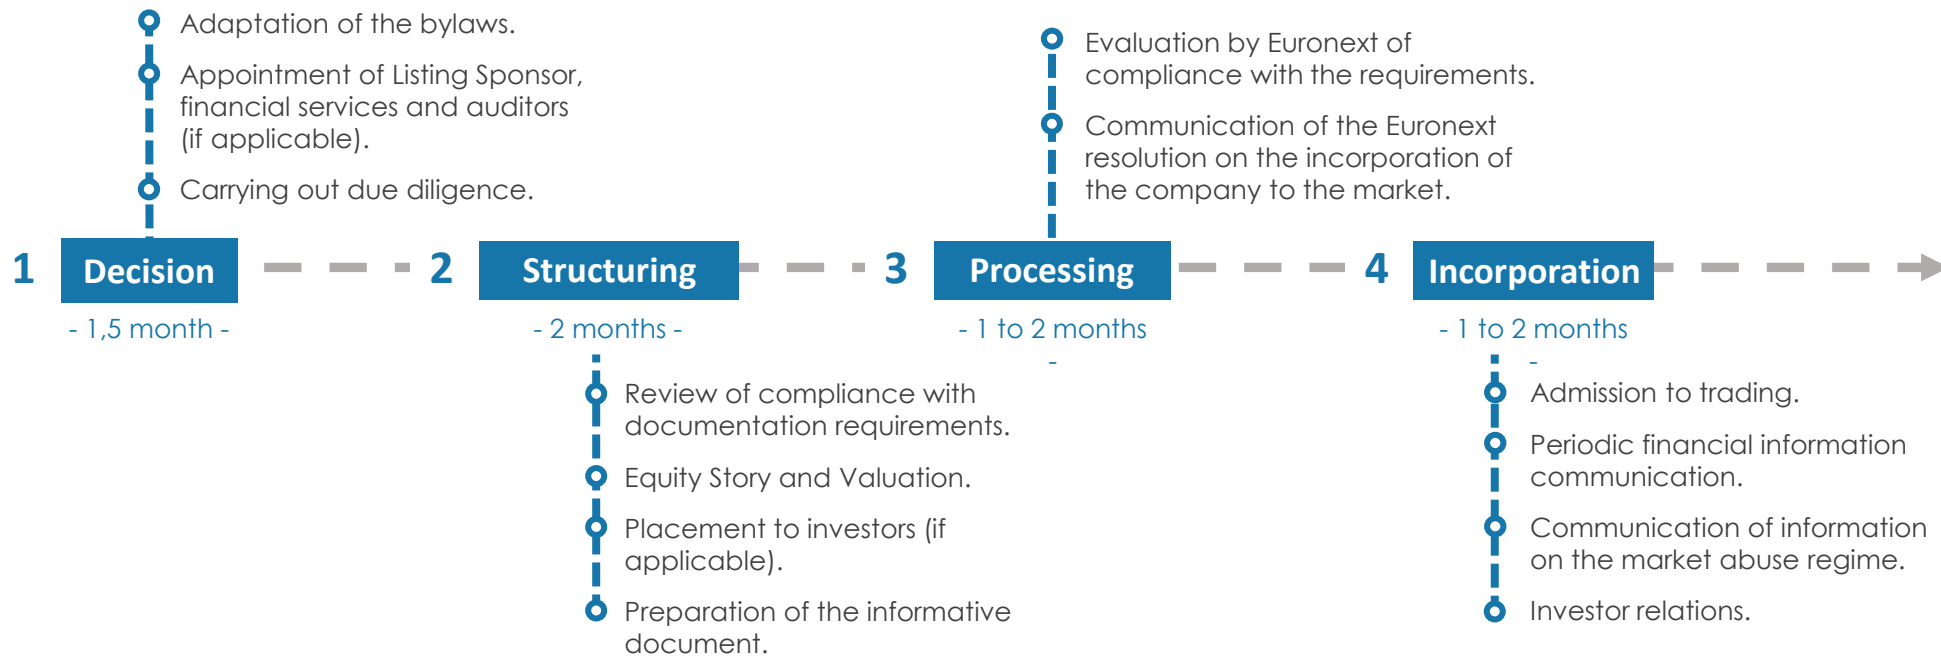 Adaptation of the bylaws.
Appointment of Listing Sponsor,
financial services and auditors
(if applicable).
Carrying out due diligence.
1 Decision
- 1,5 month -
2 Structuring
- 2 months -
Review of compliance with
documentation requirements.
Equity Story and Valuation.
Placement to investors (if
applicable).
Preparation of the informative
document.
Evaluation by Euronext of
compliance with the requirements.
Communication of the Euronext
resolution on the incorporation of
the company to the market.
3 Processing
- 1 to 2 months
-
4 Incorporation
- 1 to 2 months
-
Admission to trading.
Periodic financial information
communication.
Communication of information
on the market abuse regime.
Investor relations.